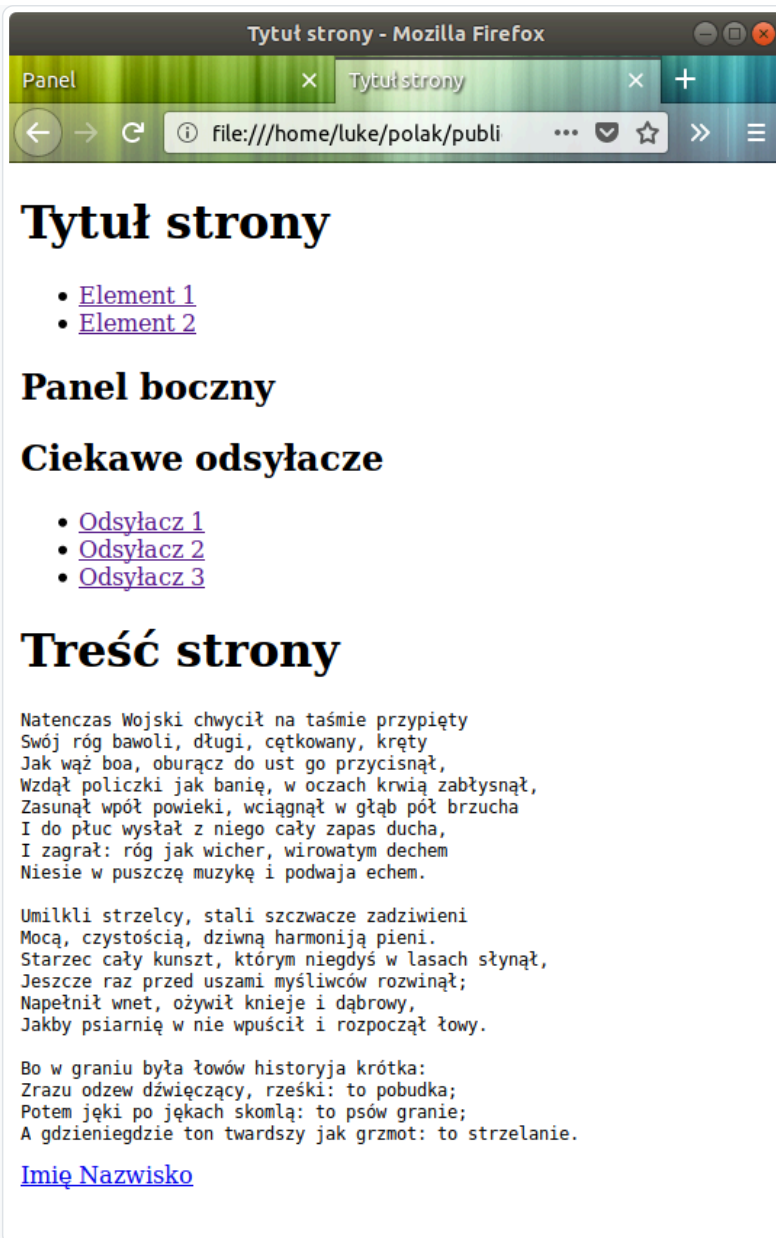 Tytuł strony - Mozilla Firefox
Panel
Tytuł strony
file:///home/luke/polak/publi
Tytuł strony
Element 1
Element 2
Panel boczny
Ciekawe odsyłacze
Odsyłacz 1
Odsyłacz 2
Odsyłacz 3
Treść strony
Natenczas Wojski chwycił na taśmie przypięty
Swój róg bawoli, długi, cętkowany, kręty
Jak wąż boa, oburącz do ust go przycisnął,
Wzdął policzki jak banię, w oczach krwią zabłysnął,
Zasunął wpół powieki, wciągnął w głąb pół brzucha
I do płuc wysłał z niego cały zapas ducha,
I zagrał: róg jak wicher, wirowatym dechem
Niesie w puszczę muzykę i podwaja echem.
Umilkli strzelcy, stali szczwacze zadziwieni
Mocą, czystością, dziwną harmoniją pieni.
Starzec cały kunszt, którym niegdyś w lasach słynął,
Jeszcze raz przed uszami myśliwców rozwinął;
Napełnił wnet, ożywił knieje i dąbrowy,
Jakby psiarnię w nie wpuścił i rozpoczął łowy.
Bo w graniu była łowów historyja krótka:
Zrazu odzew dźwięczący, rześki: to pobudka;
Potem jęki po jękach skomlą: to psów granie;
A gdzieniegdzie ton twardszy jak grzmot: to strzelanie.
Imię Nazwisko